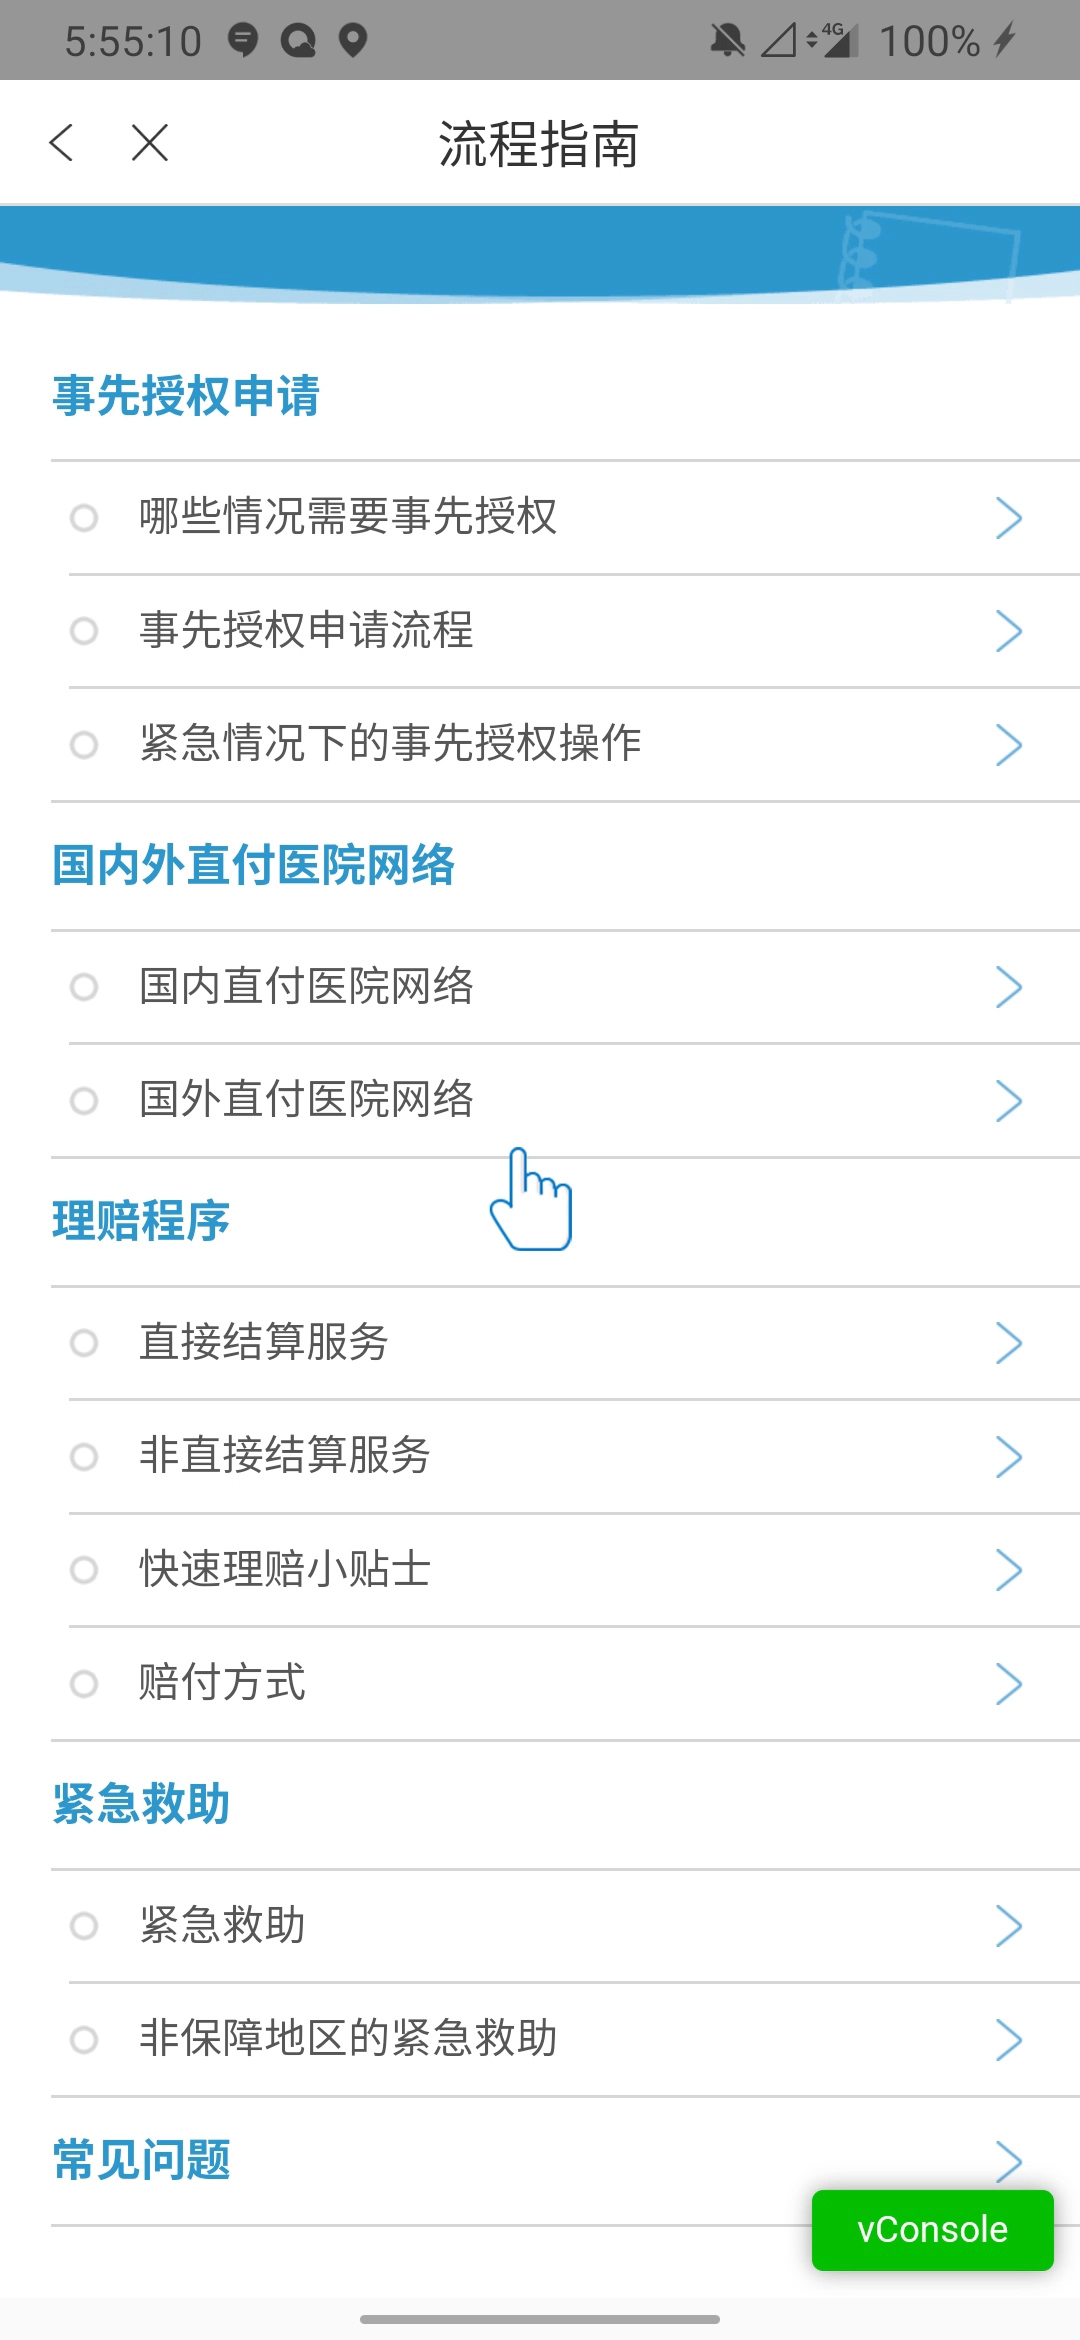 5:55:10 4G 100%
流程指南
事先授权申请
哪些情况需要事先授权
事先授权申请流程
紧急情况下的事先授权操作
国内外直付医院网络
国内直付医院网络
国外直付医院网络
理赔程序
直接结算服务
非直接结算服务
快速理赔小贴士
赔付方式
紧急救助
紧急救助
非保障地区的紧急救助
常见问题
vConsole